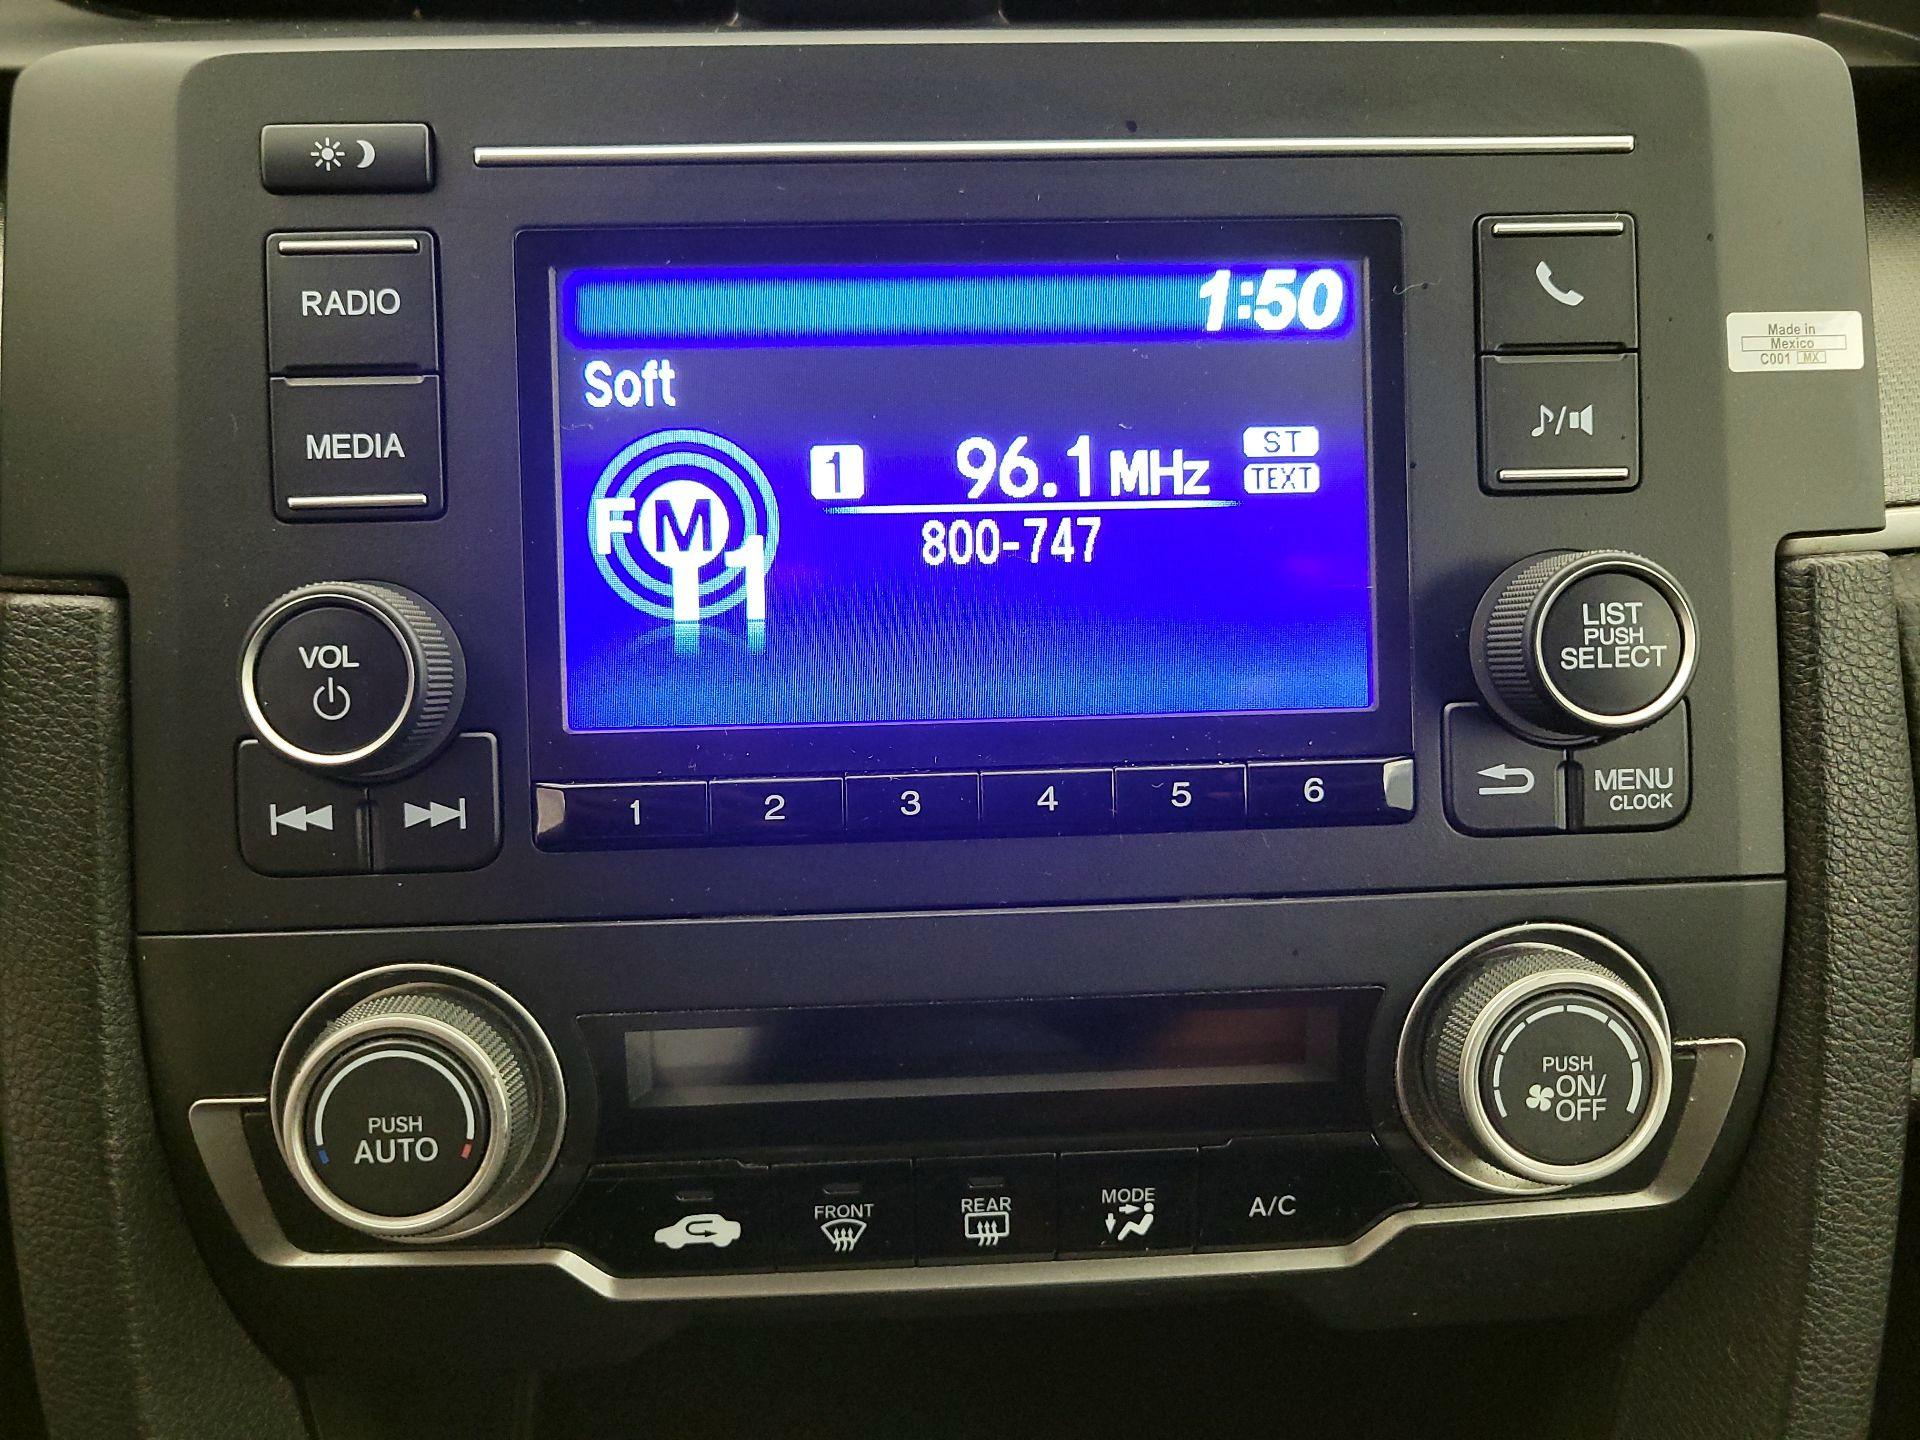 1:50
RADIO
Made in
Mexico
C001 MX
Soft
MEDIA
1 96.1 MHz ST
TEXT
FM1
800-747
VOL
LIST
PUSH
SELECT
MENU
CLOCK
1 2 3 4 5 6
PUSH
AUTO
PUSH
ON/
OFF
FRONT
REAR
MODE
A/C